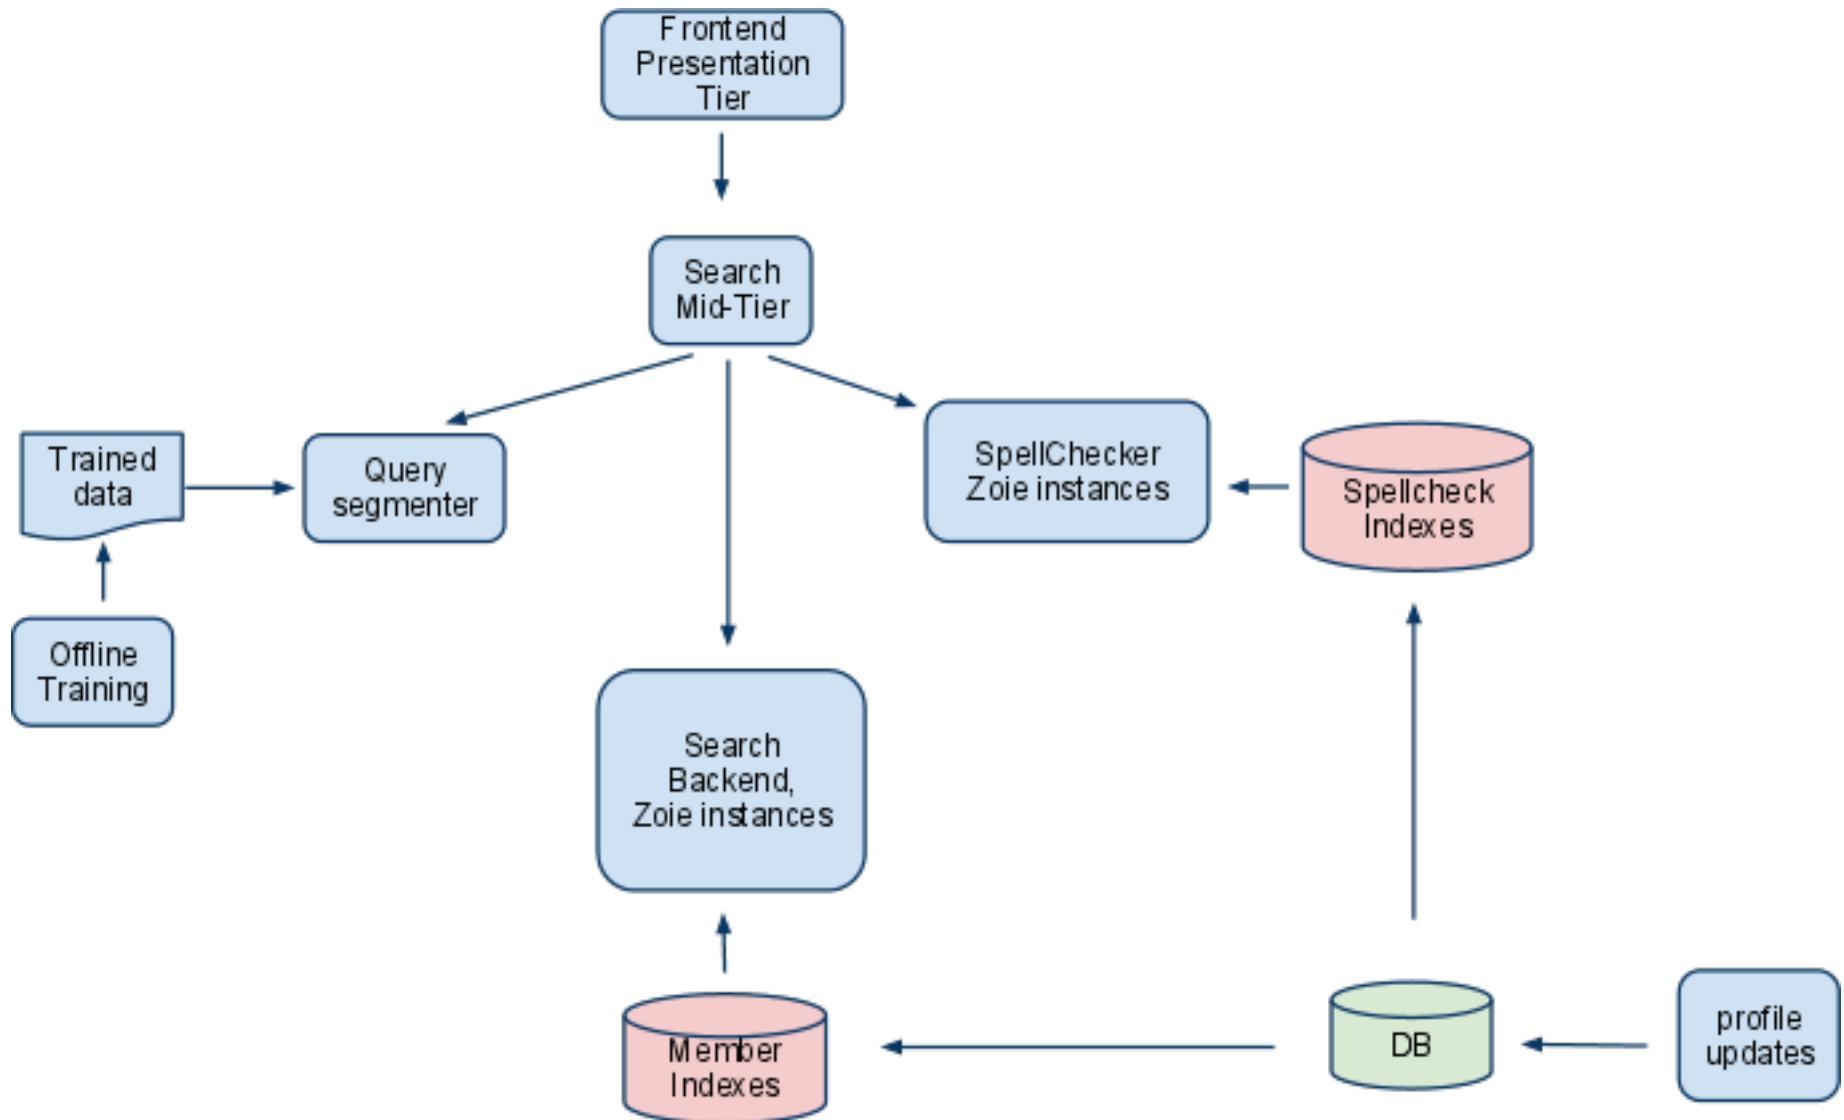 Frontend
Presentation
Tier
Search
Mid-Tier
Trained
data
Query
segmenter
SpellChecker
Zoie instances
Spellcheck
Indexes
Offline
Training
Search
Backend,
Zoie instances
Member
Indexes
DB
profile
updates